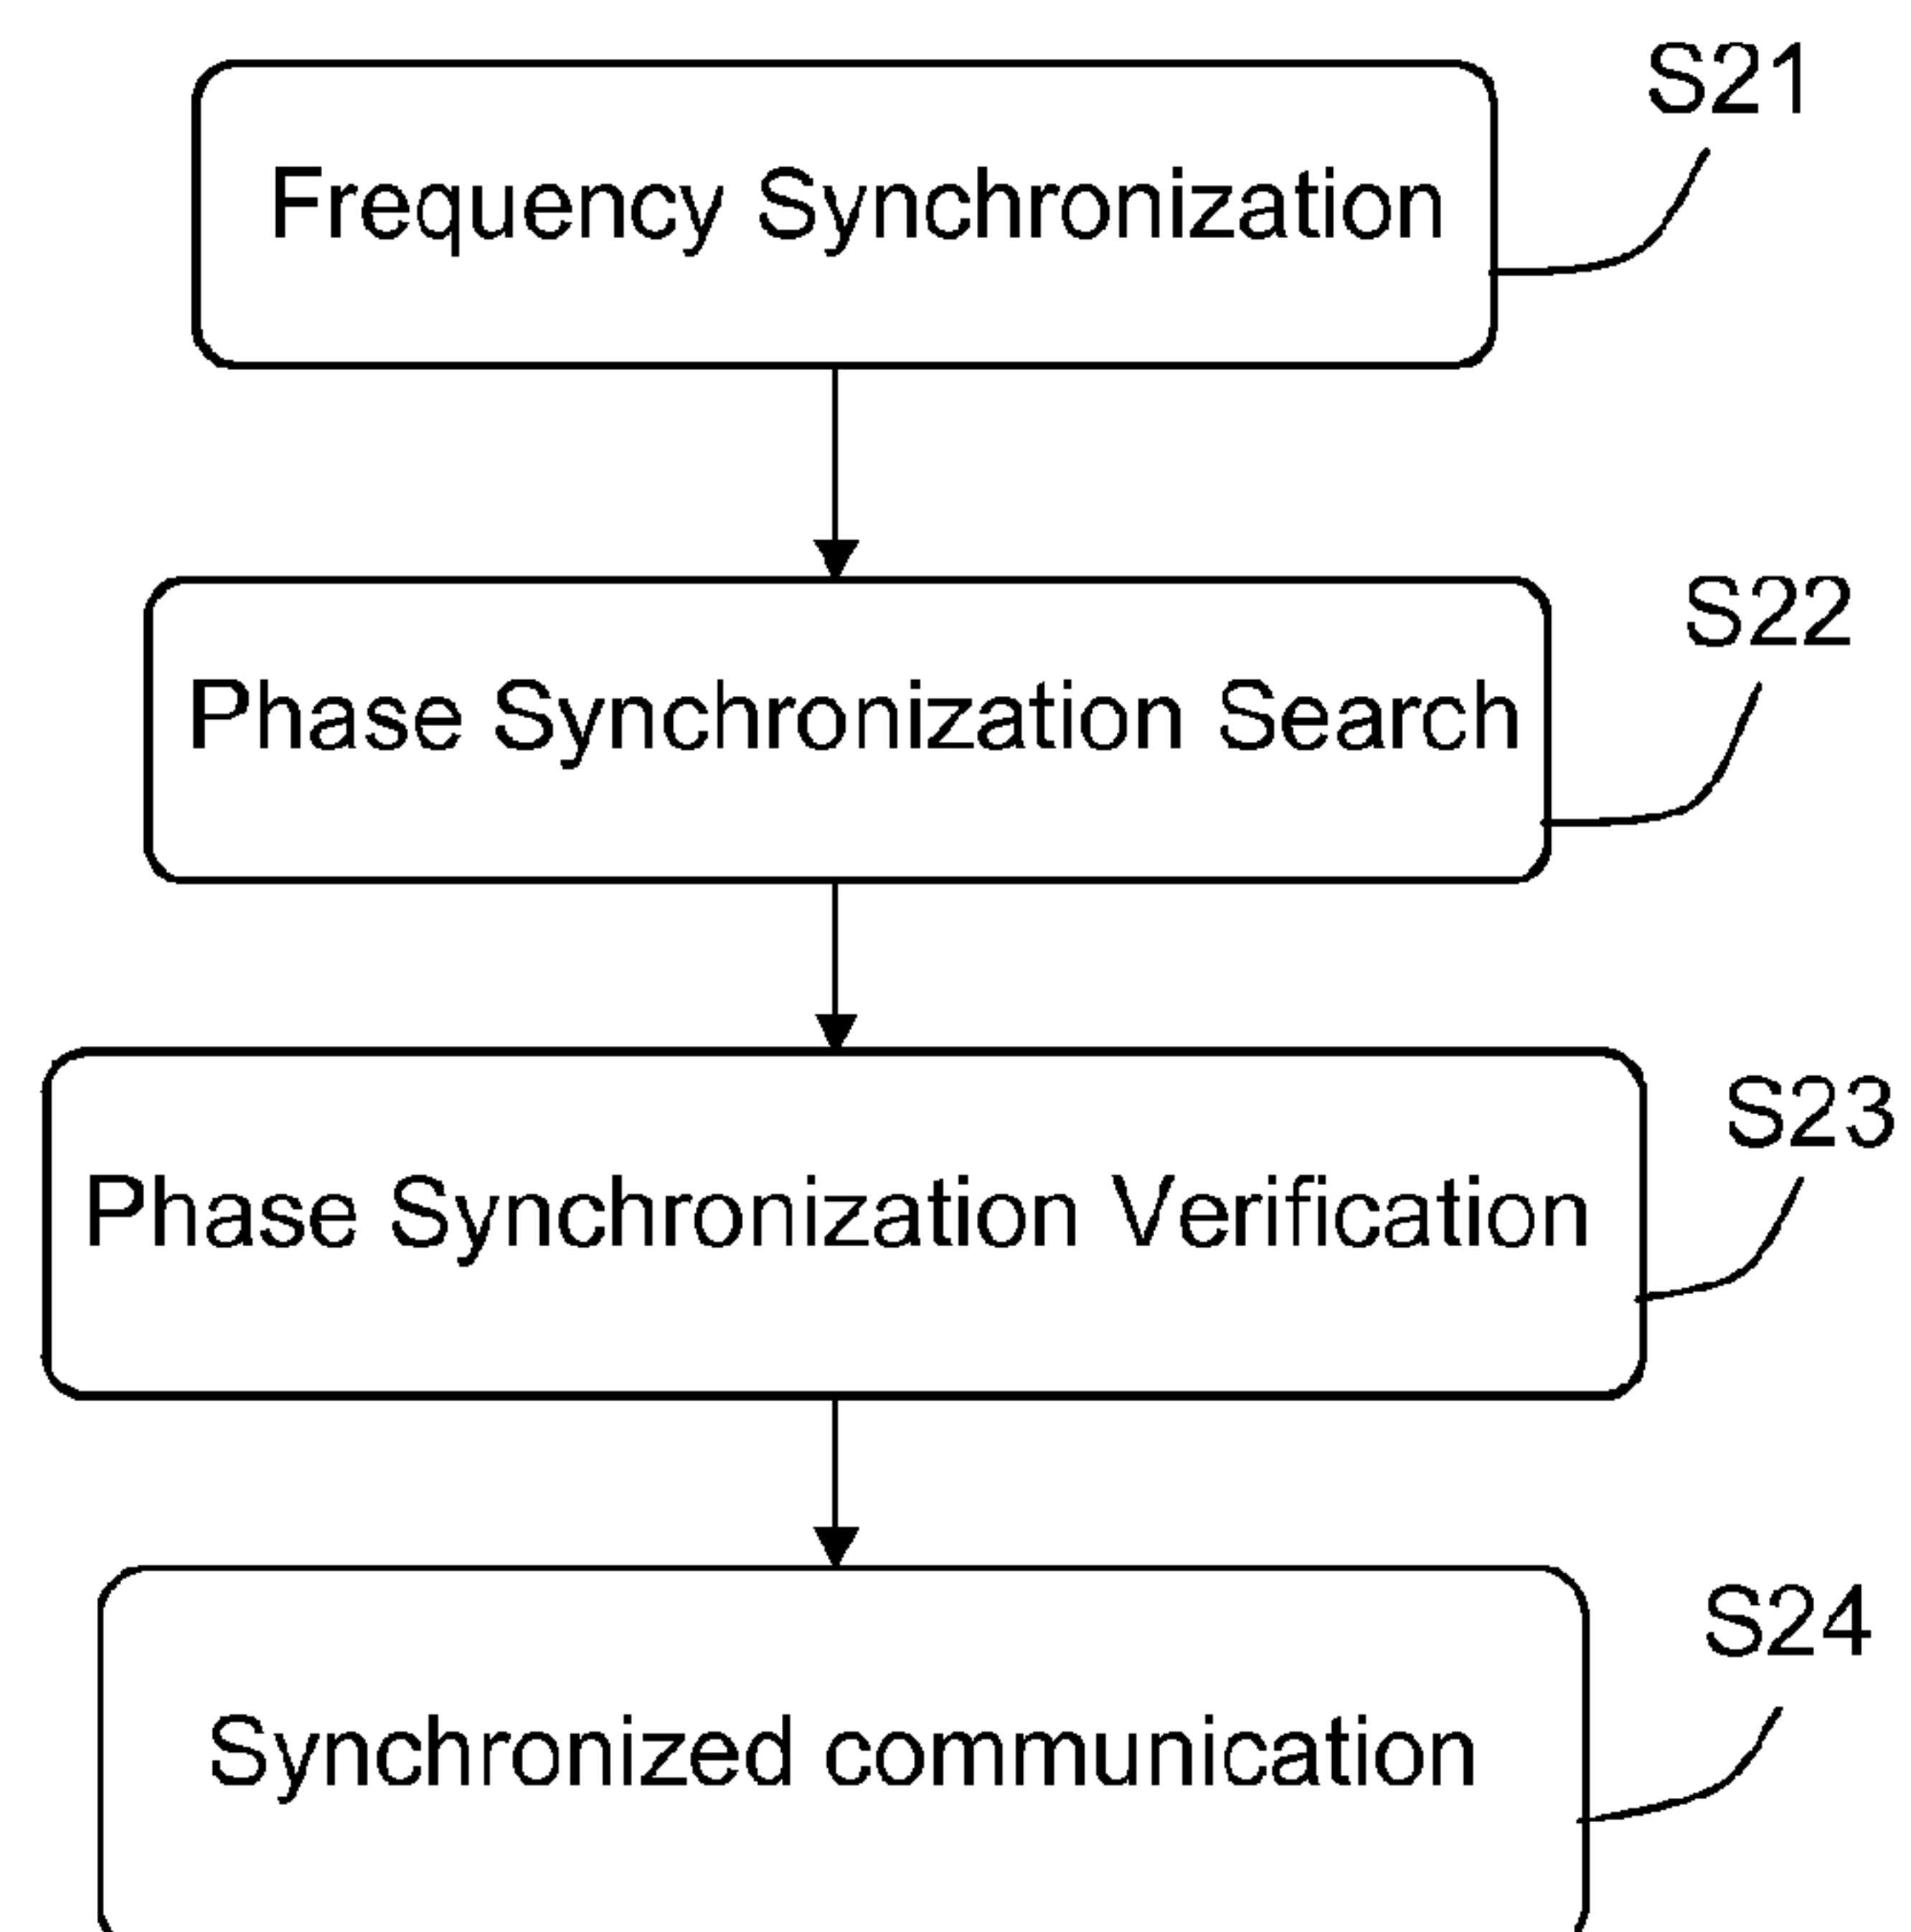 S21
Frequency Synchronization
S22
Phase Synchronization Search
S23
Phase Synchronization Verification
S24
Synchronized communication